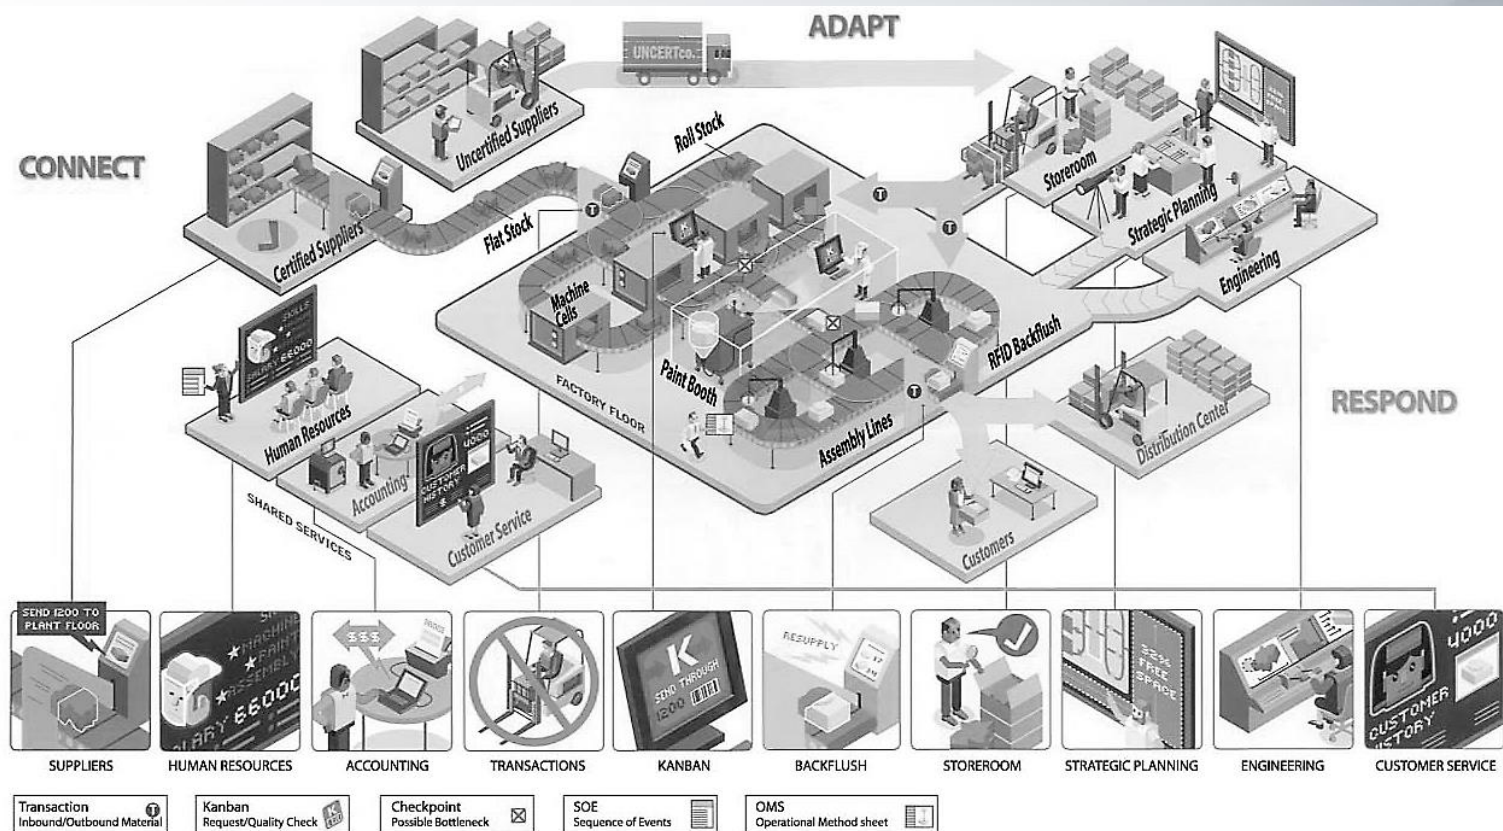 ADAPT
UNCERTco.
CONNECT
Uncertified Suppliers
Roll Stock
32%
FREE
SPACE
Storeroom
Strategic Planning
Engineering
T
T
T
Flat Stock
Certified Suppliers
K
K
Machine
Cells
SKILLS
SALARY 66000
Paint Booth
RFID Backflush
FACTORY FLOOR
T
RESPOND
Human Resources
Assembly Lines
Distribution Center
4000
CUSTOMER
HISTORY
$
Accounting
SHARED SERVICES
Customer Service
Customers
SEND 1200 TO
PLANT FLOOR
MACHINE
PAINT
ASSEMBLY
SALARY 66000
$$$
K
SEND THROUGH
1200
RESUPPLY
32%
FREE
SPACE
4000
CUSTOMER
HISTORY
SUPPLIERS
HUMAN RESOURCES
ACCOUNTING
TRANSACTIONS
KANBAN
BACKFLUSH
STOREROOM
STRATEGIC PLANNING
ENGINEERING
CUSTOMER SERVICE
Transaction
Inbound/Outbound Material
T
Kanban
Request/Quality Check
K
Checkpoint
Possible Bottleneck
SOE
Sequence of Events
OMS
Operational Method sheet